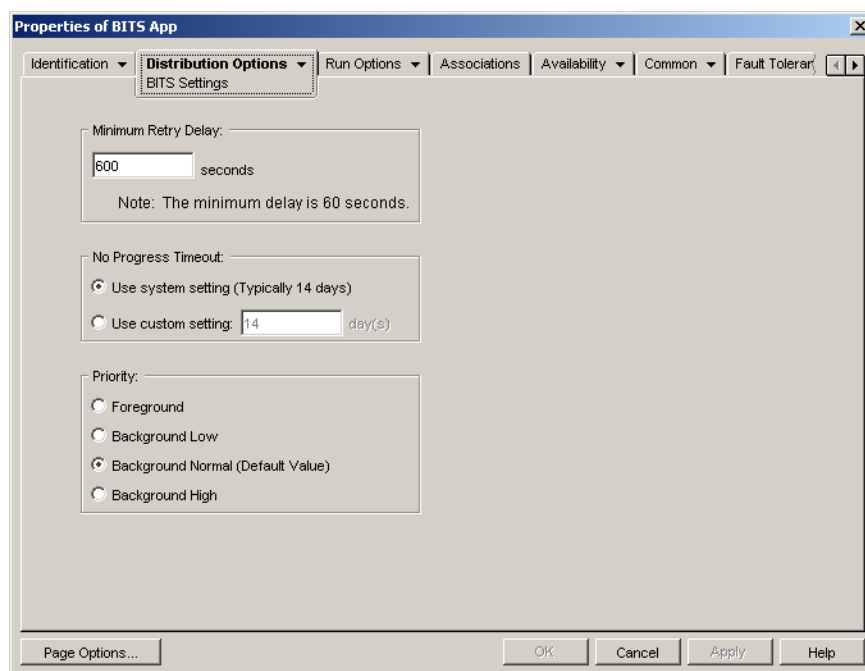 Properties of BITS App
Identification Distribution Options Run Options Associations Availability Common Fault Toleran
BITS Settings
Minimum Retry Delay:
600 seconds
Note: The minimum delay is 60 seconds.
No Progress Timeout:
Use system setting (Typically 14 days)
Use custom setting: 14 day(s)
Priority:
Foreground
Background Low
Background Normal (Default Value)
Background High
Page Options... OK Cancel Apply Help